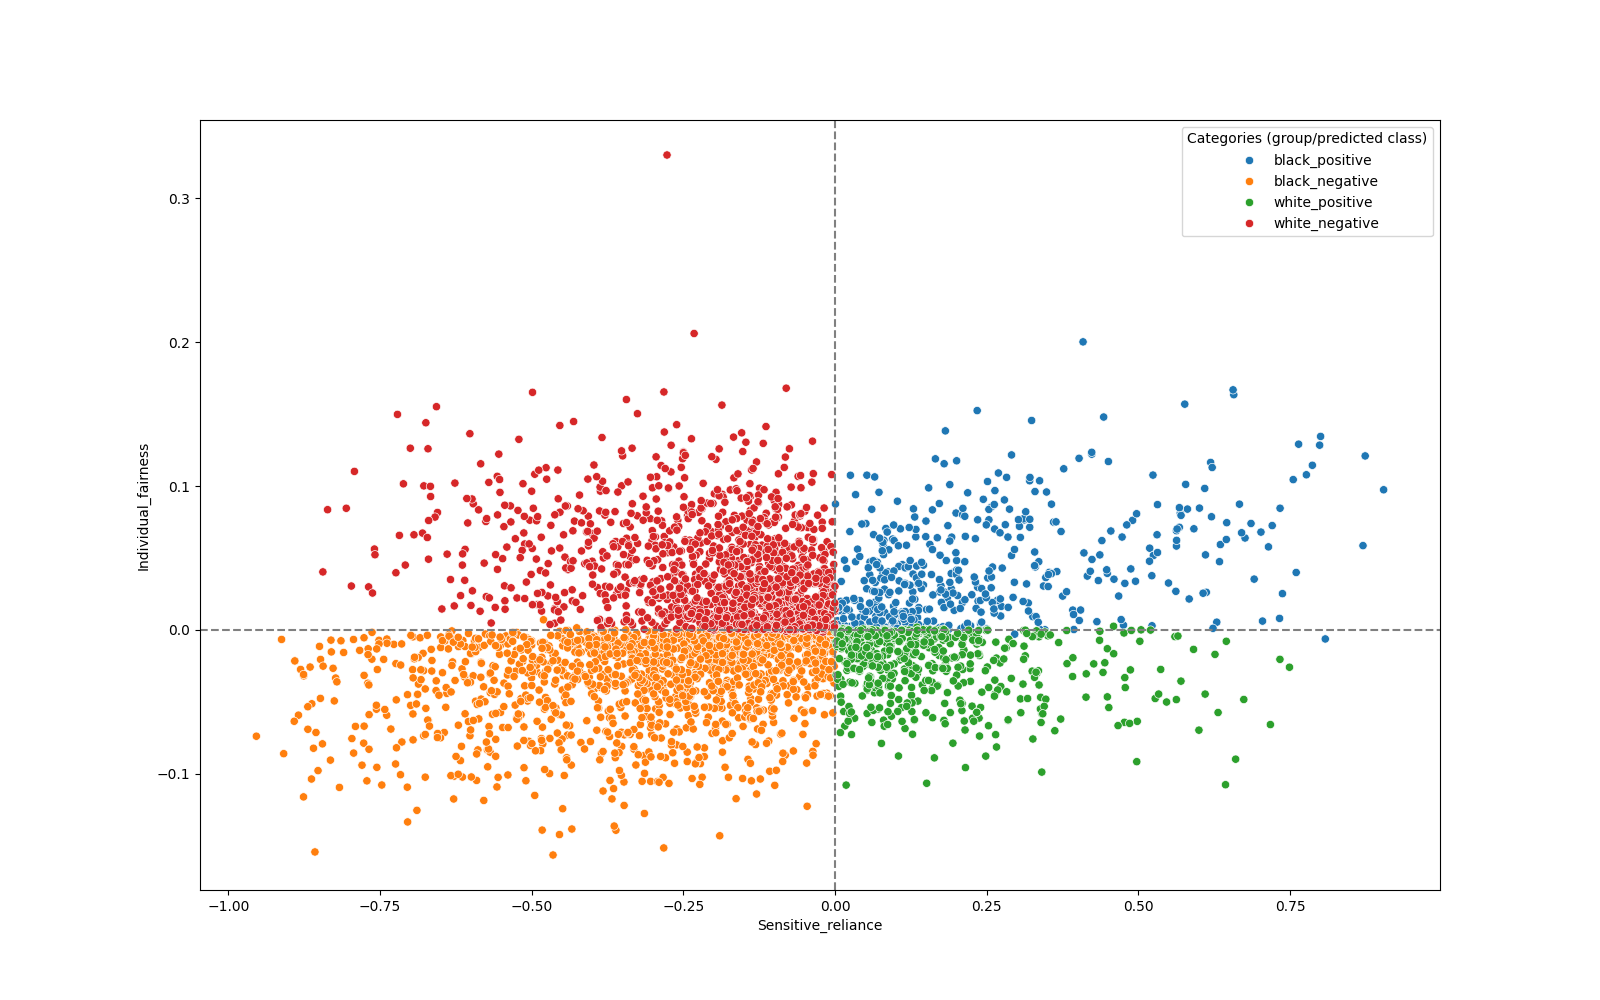 Categories (group/predicted class)
black_positive
black_negative
white_positive
white_negative
Individual_fairness
0.3
0.2
0.1
0.0
−0.1
−1.00 −0.75 −0.50 −0.25 0.00 0.25 0.50 0.75
Sensitive_reliance